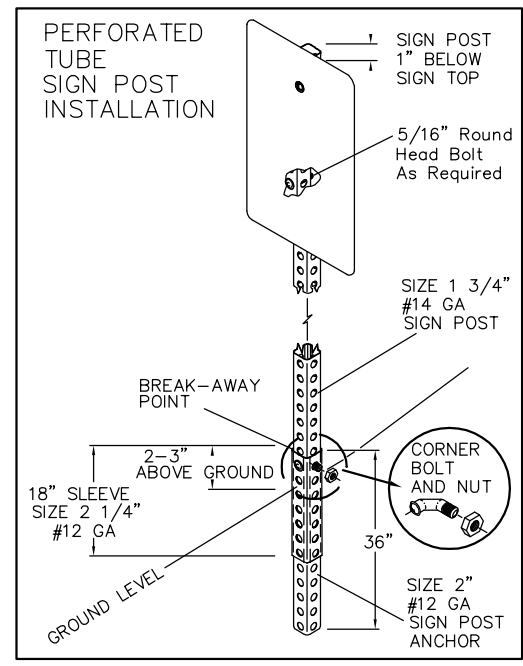 PERFORATED
TUBE
SIGN POST
INSTALLATION
SIGN POST
1" BELOW
SIGN TOP
5/16" Round
Head Bolt
As Required
SIZE 1 3/4"
#14 GA
SIGN POST
BREAK-AWAY
POINT
2-3"
ABOVE GROUND
18" SLEEVE
SIZE 2 1/4"
#12 GA
CORNER
BOLT
AND NUT
36"
GROUND LEVEL
SIZE 2"
#12 GA
SIGN POST
ANCHOR